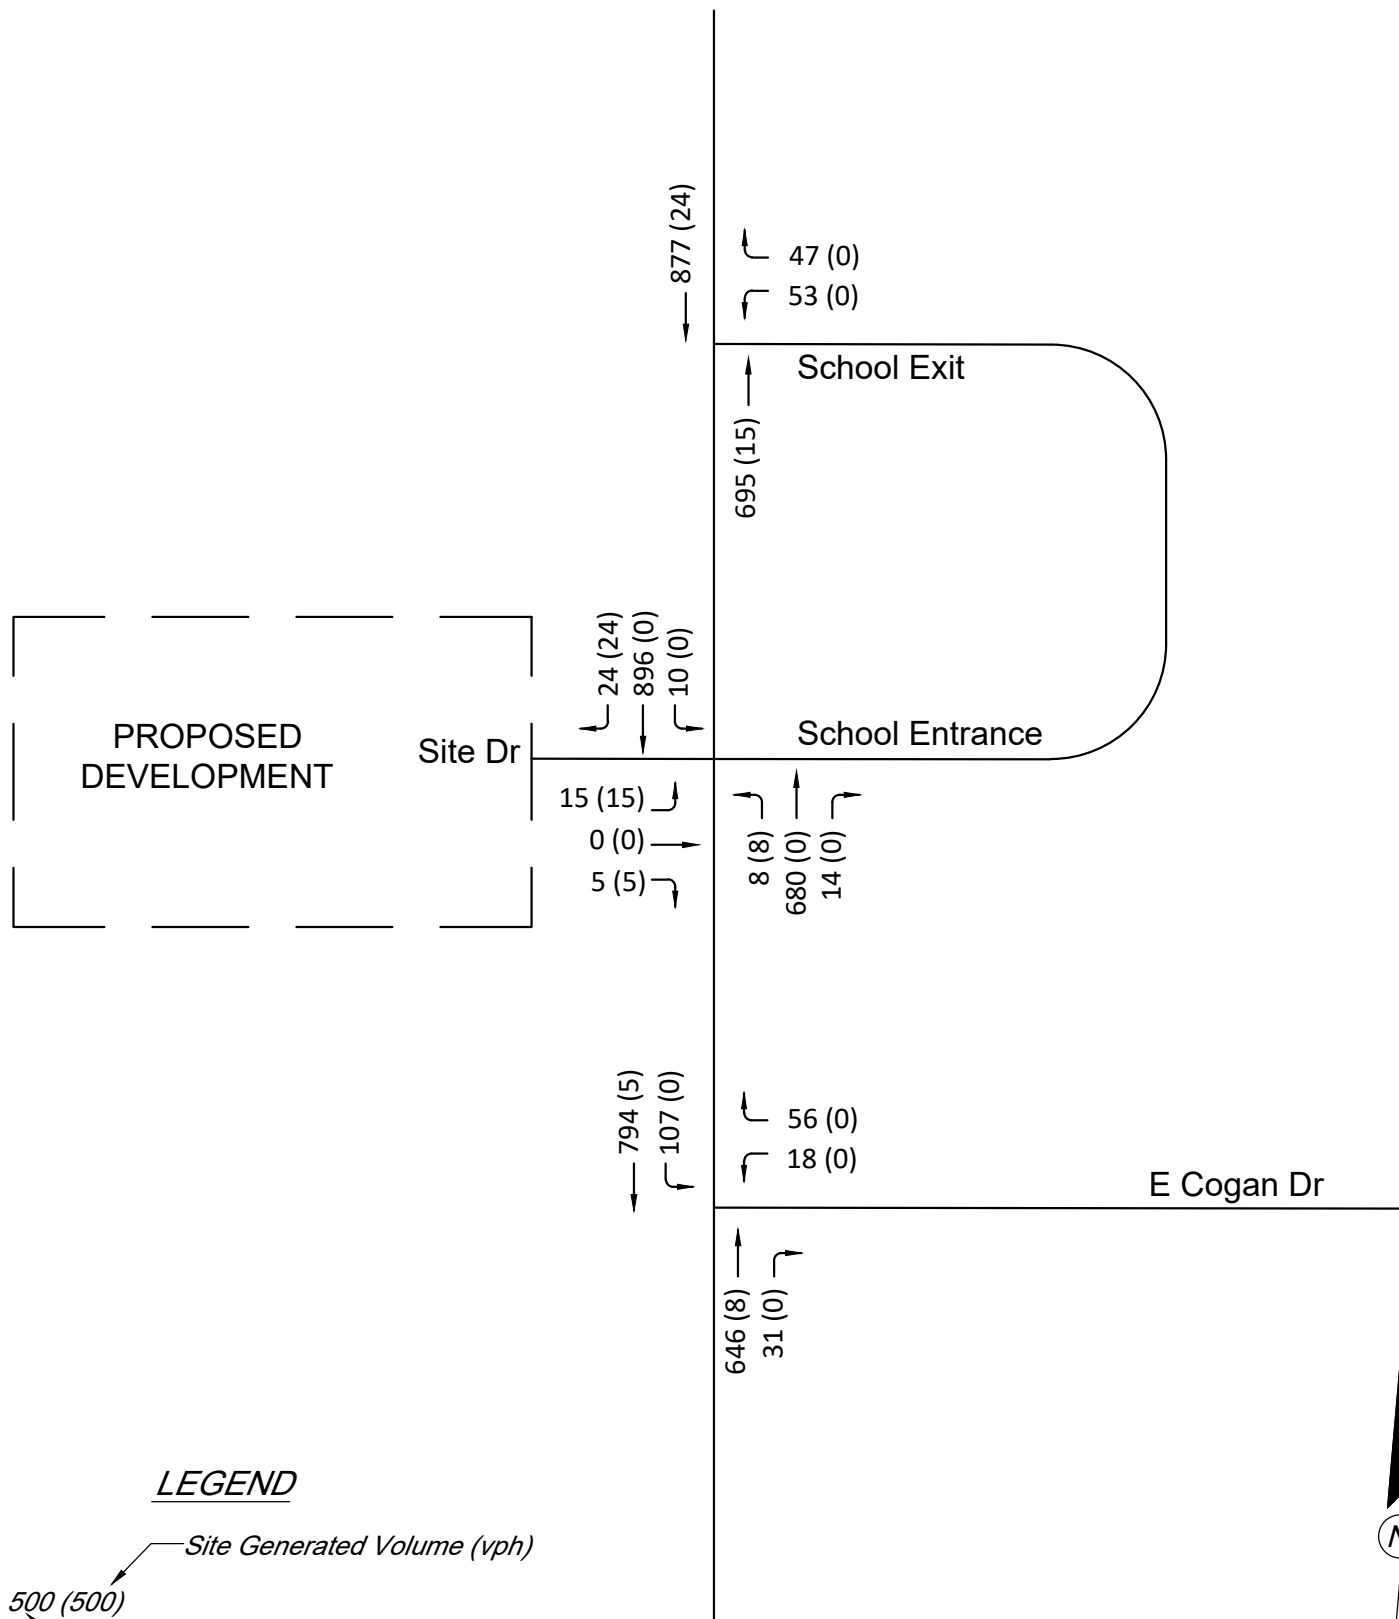 877 (24)
47 (0)
53 (0)
School Exit
695 (15)
24 (24)
896 (0)
10 (0)
PROPOSED
DEVELOPMENT
Site Dr
School Entrance
15 (15)
0 (0)
5 (5)
8 (8)
680 (0)
14 (0)
794 (5)
107 (0)
56 (0)
18 (0)
E Cogan Dr
646 (8)
31 (0)
LEGEND
Site Generated Volume (vph)
500 (500)
N